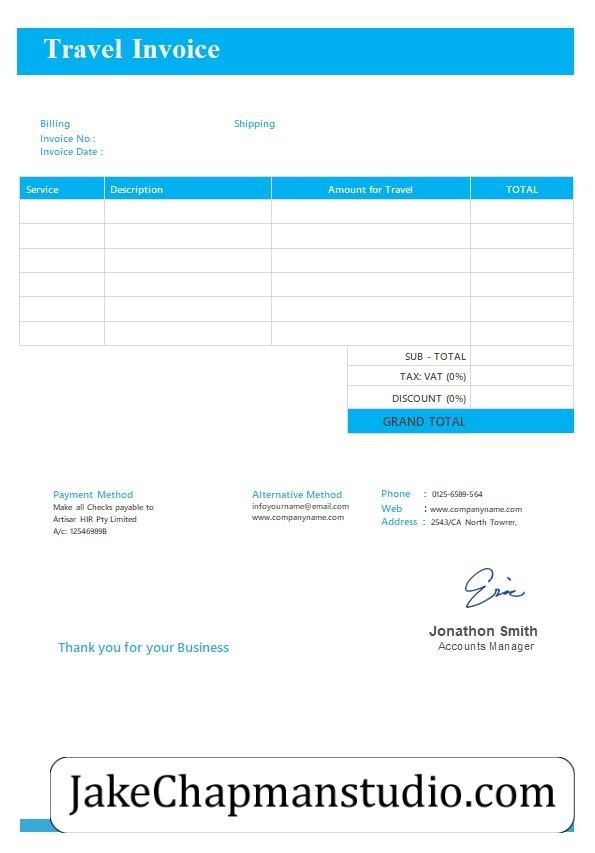 Travel Invoice
Billing
Shipping
Invoice No :
Invoice Date :
Service Description Amount for Travel TOTAL
SUB - TOTAL
TAX: VAT (0%)
DISCOUNT (0%)
GRAND TOTAL
Payment Method
Make all Checks payable to
Artisar HIR Pty Limited
A/c: 12546989B
Alternative Method
infoyourname@email.com
www.companyname.com
Phone : 0125-6589-564
Web : www.companyname.com
Address : 2543/CA North Towrer,
Eric
Jonathon Smith
Accounts Manager
Thank you for your Business
JakeChapmanstudio.com